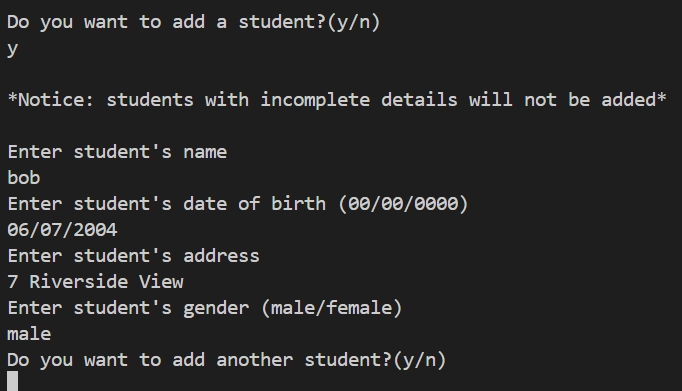 Do you want to add a student?(y/n)
y
*Notice: students with incomplete details will not be added*
Enter student's name
bob
Enter student's date of birth (00/00/0000)
06/07/2004
Enter student's address
7 Riverside View
Enter student's gender (male/female)
male
Do you want to add another student?(y/n)